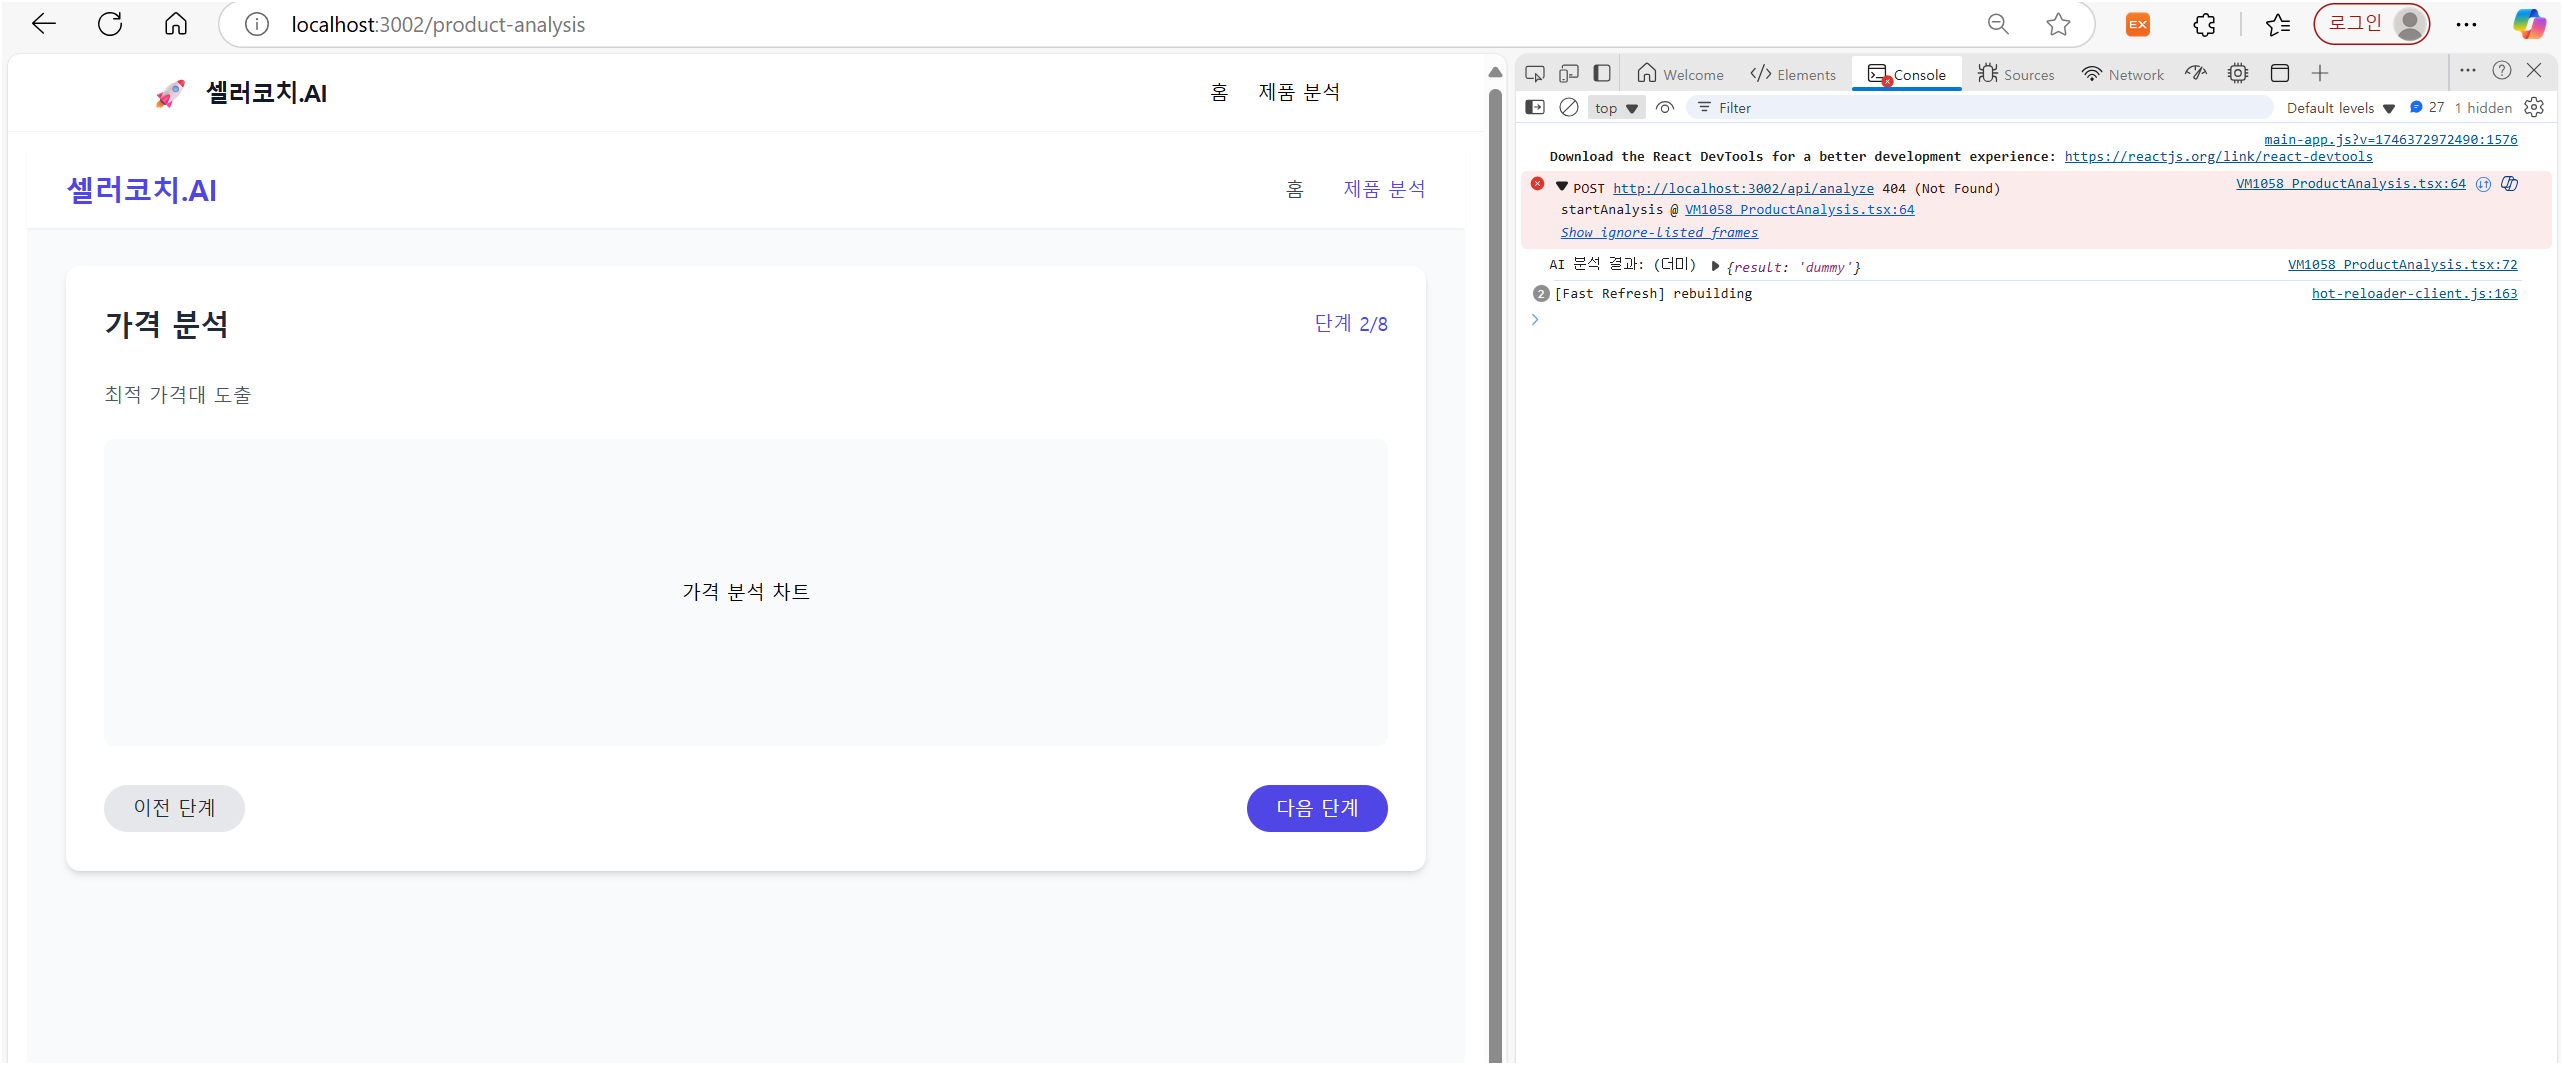 localhost:3002/product-analysis
EX
로그인
셀러코치.AI
홈
제품 분석
셀러코치.AI
홈
제품 분석
가격 분석
단계 2/8
최적 가격대 도출
가격 분석 차트
이전 단계
다음 단계
Welcome
Elements
Console
Sources
Network
top
Filter
Default levels
27
1 hidden
main-app.js?v=1746372972490:1576
Download the React DevTools for a better development experience: https://reactjs.org/link/react-devtools
POST http://localhost:3002/api/analyze 404 (Not Found)
VM1058 ProductAnalysis.tsx:64
startAnalysis @ VM1058 ProductAnalysis.tsx:64
Show ignore-listed frames
AI 분석 결과: (더미) {result: 'dummy'}
VM1058 ProductAnalysis.tsx:72
2 [Fast Refresh] rebuilding
hot-reloader-client.js:163